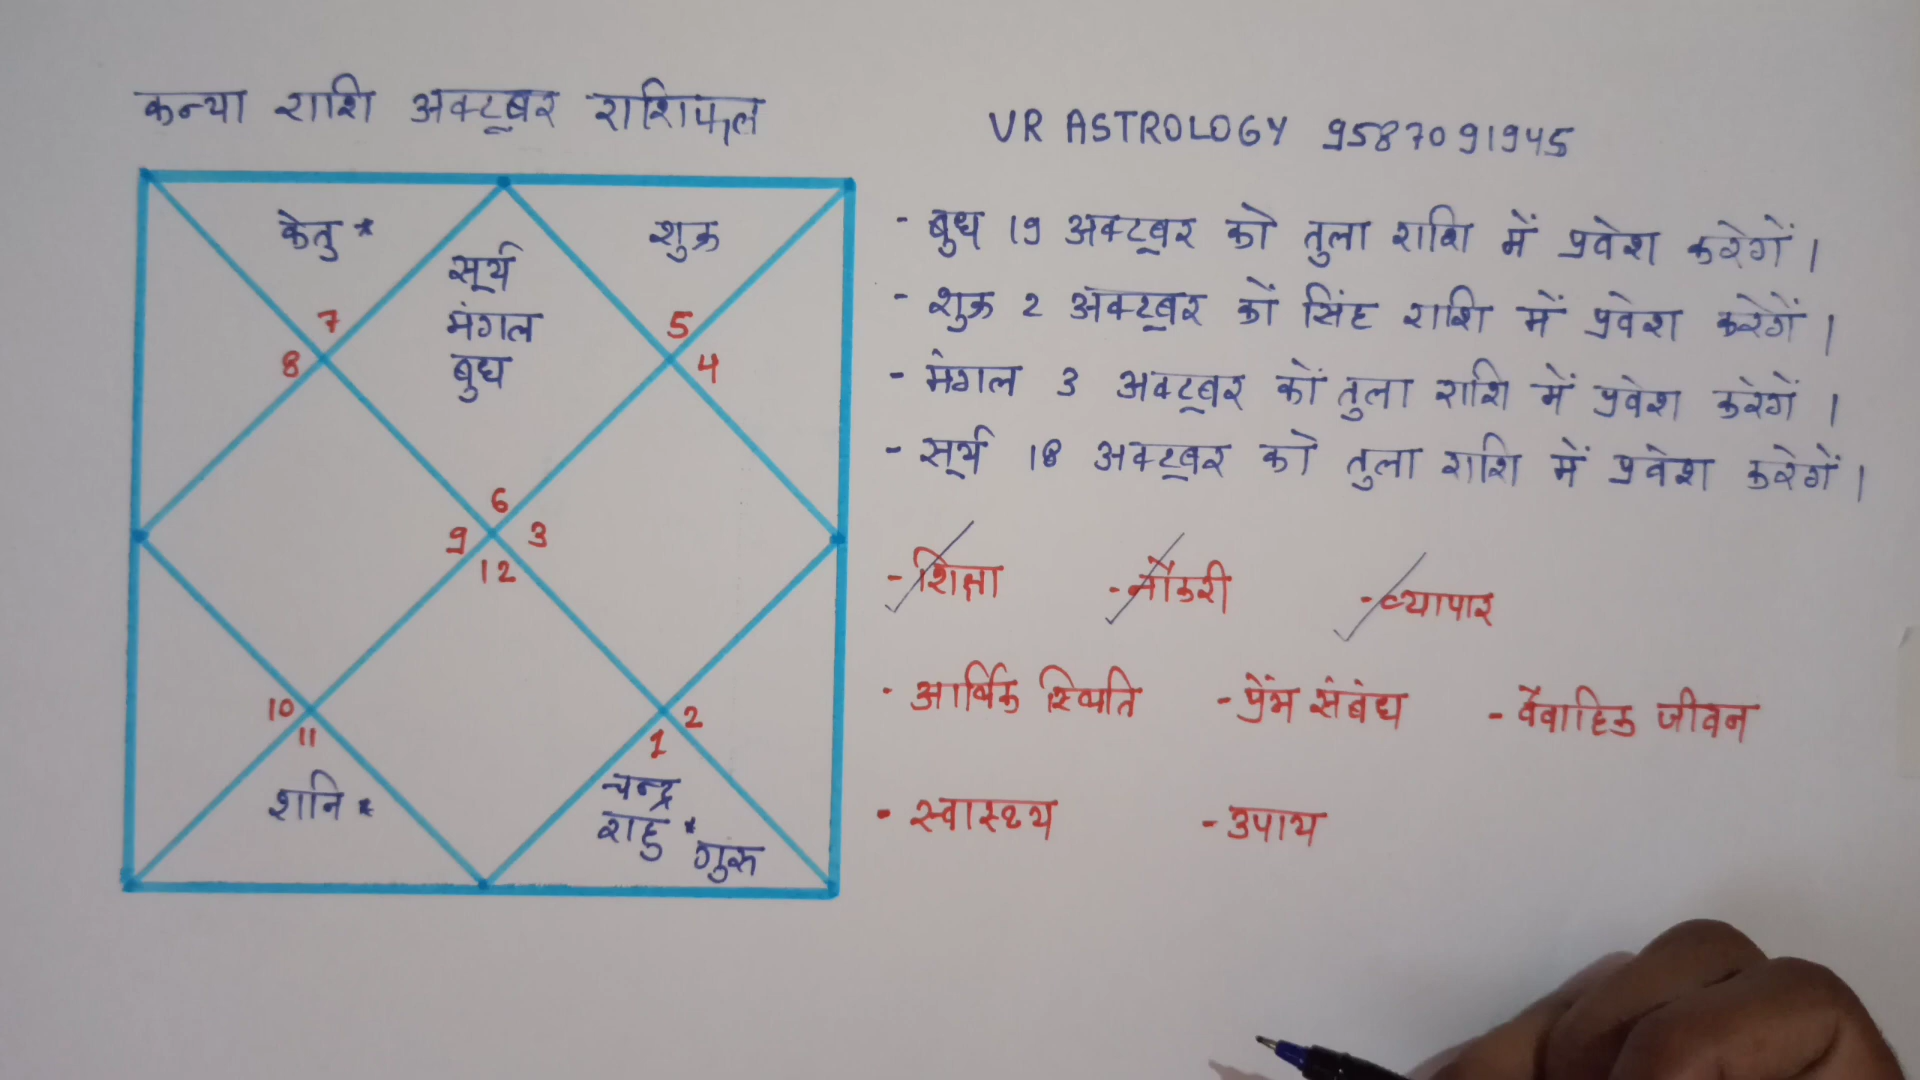 कन्या राशि अक्टूबर राशिफल
VR ASTROLOGY 9587091945
केतु *
शुक्र
सूर्य
मंगल
बुध
7
5
8
4
6
9
3
12
10
2
11
1
शनि *
चन्द्र
राहु *
गुरु
- बुध 19 अक्टूबर को तुला राशि में प्रवेश करेगें।
- शुक्र 2 अक्टूबर कों सिंह राशि में प्रवेश करेगें।
- मंगल 3 अक्टूबर कों तुला राशि में प्रवेश करेगें।
- सूर्य 18 अक्टूबर को तुला राशि में प्रवेश करेगें।
- शिक्षा - नौकरी - व्यापार
- आर्थिक स्थिति - प्रेंम संबंध - वैवाहिक जीवन
- स्वास्थ्य - उपाय